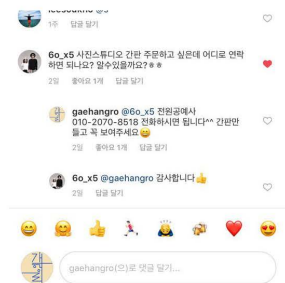 1주 답글 달기
6o_x5 사진스튜디오 간판 주문하고 싶은데 어디로 연락
하면 되나요? 알수있을까요?
2일 좋아요 1개 답글 달기
gaehangro @6o_x5 전원공예사
010-2070-8518 전화하시면 됩니다^^ 간판만
들고 꼭 보여주세요😄
2일 좋아요 1개 답글 달기
6o_x5 @gaehangro 감사합니다👍
2일 답글 달기
gaehangro(으)로 댓글 달기...